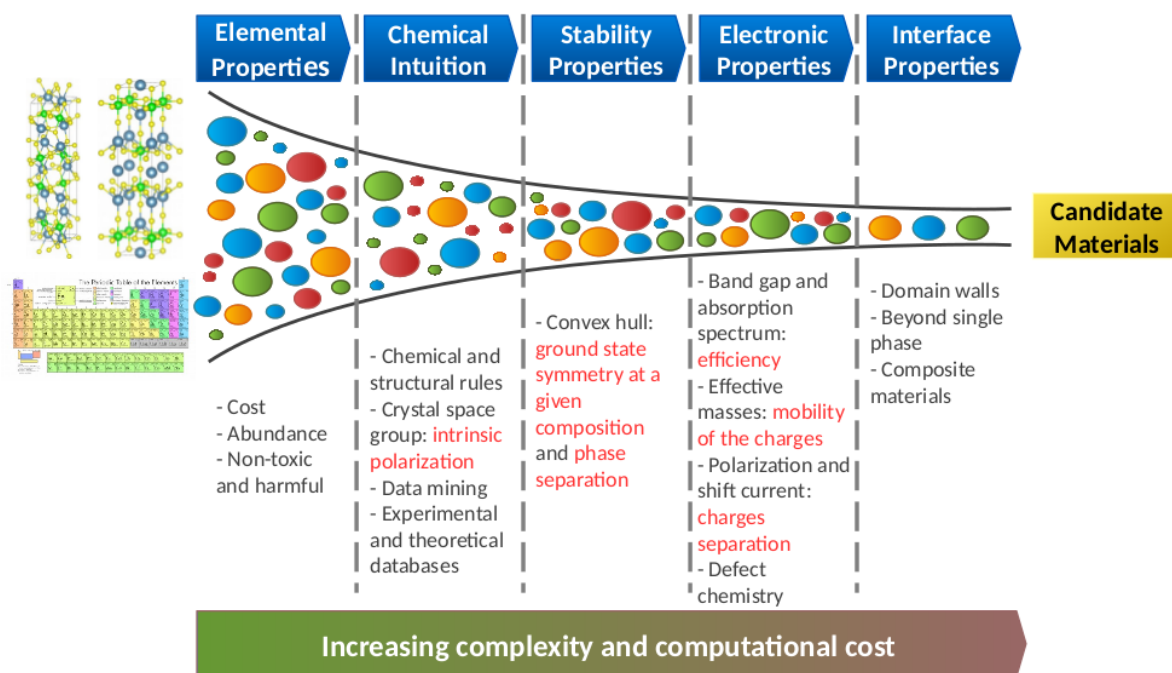 Elemental
Properties
Chemical
Intuition
Stability
Properties
Electronic
Properties
Interface
Properties
The Periodic Table of the Elements
Candidate
Materials
- Cost
- Abundance
- Non-toxic
and harmful
- Chemical and
structural rules
- Crystal space
group: intrinsic
polarization
- Data mining
- Experimental
and theoretical
databases
- Convex hull:
ground state
symmetry at a
given
composition
and phase
separation
- Band gap and
absorption
spectrum:
efficiency
- Effective
masses: mobility
of the charges
- Polarization and
shift current:
charges
separation
- Defect
chemistry
- Domain walls
- Beyond single
phase
- Composite
materials
Increasing complexity and computational cost